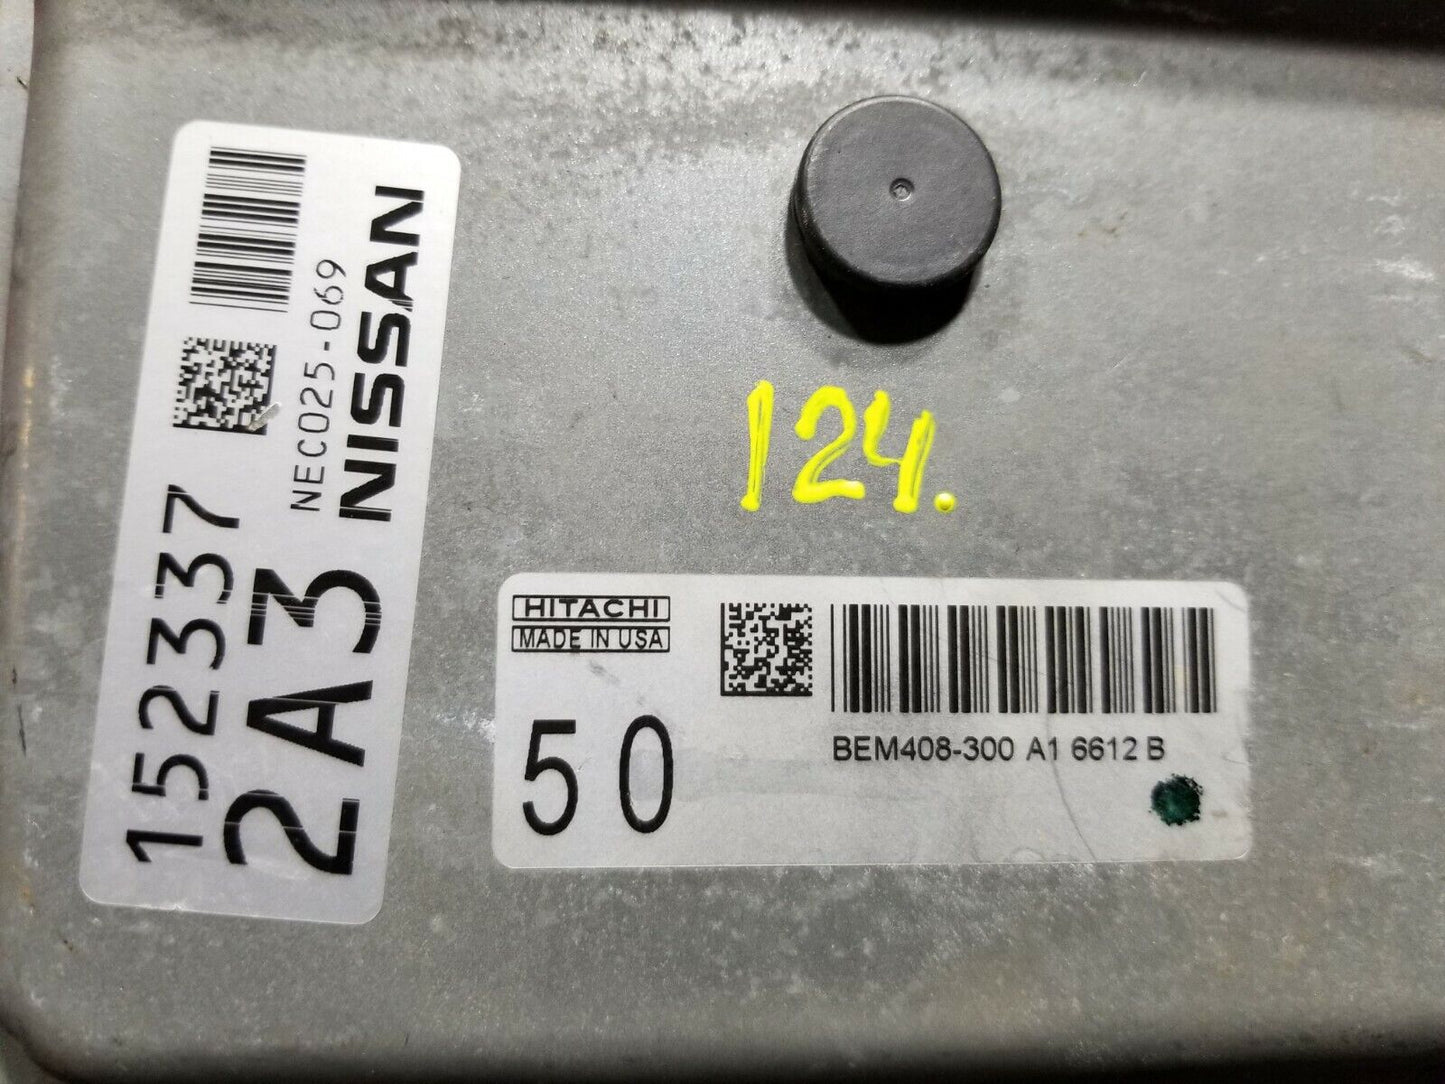 NEC025-069
NISSAN
152337
2A3
124.
HITACHI
MADE IN USA
50
BEM408-300 A1 6612 B